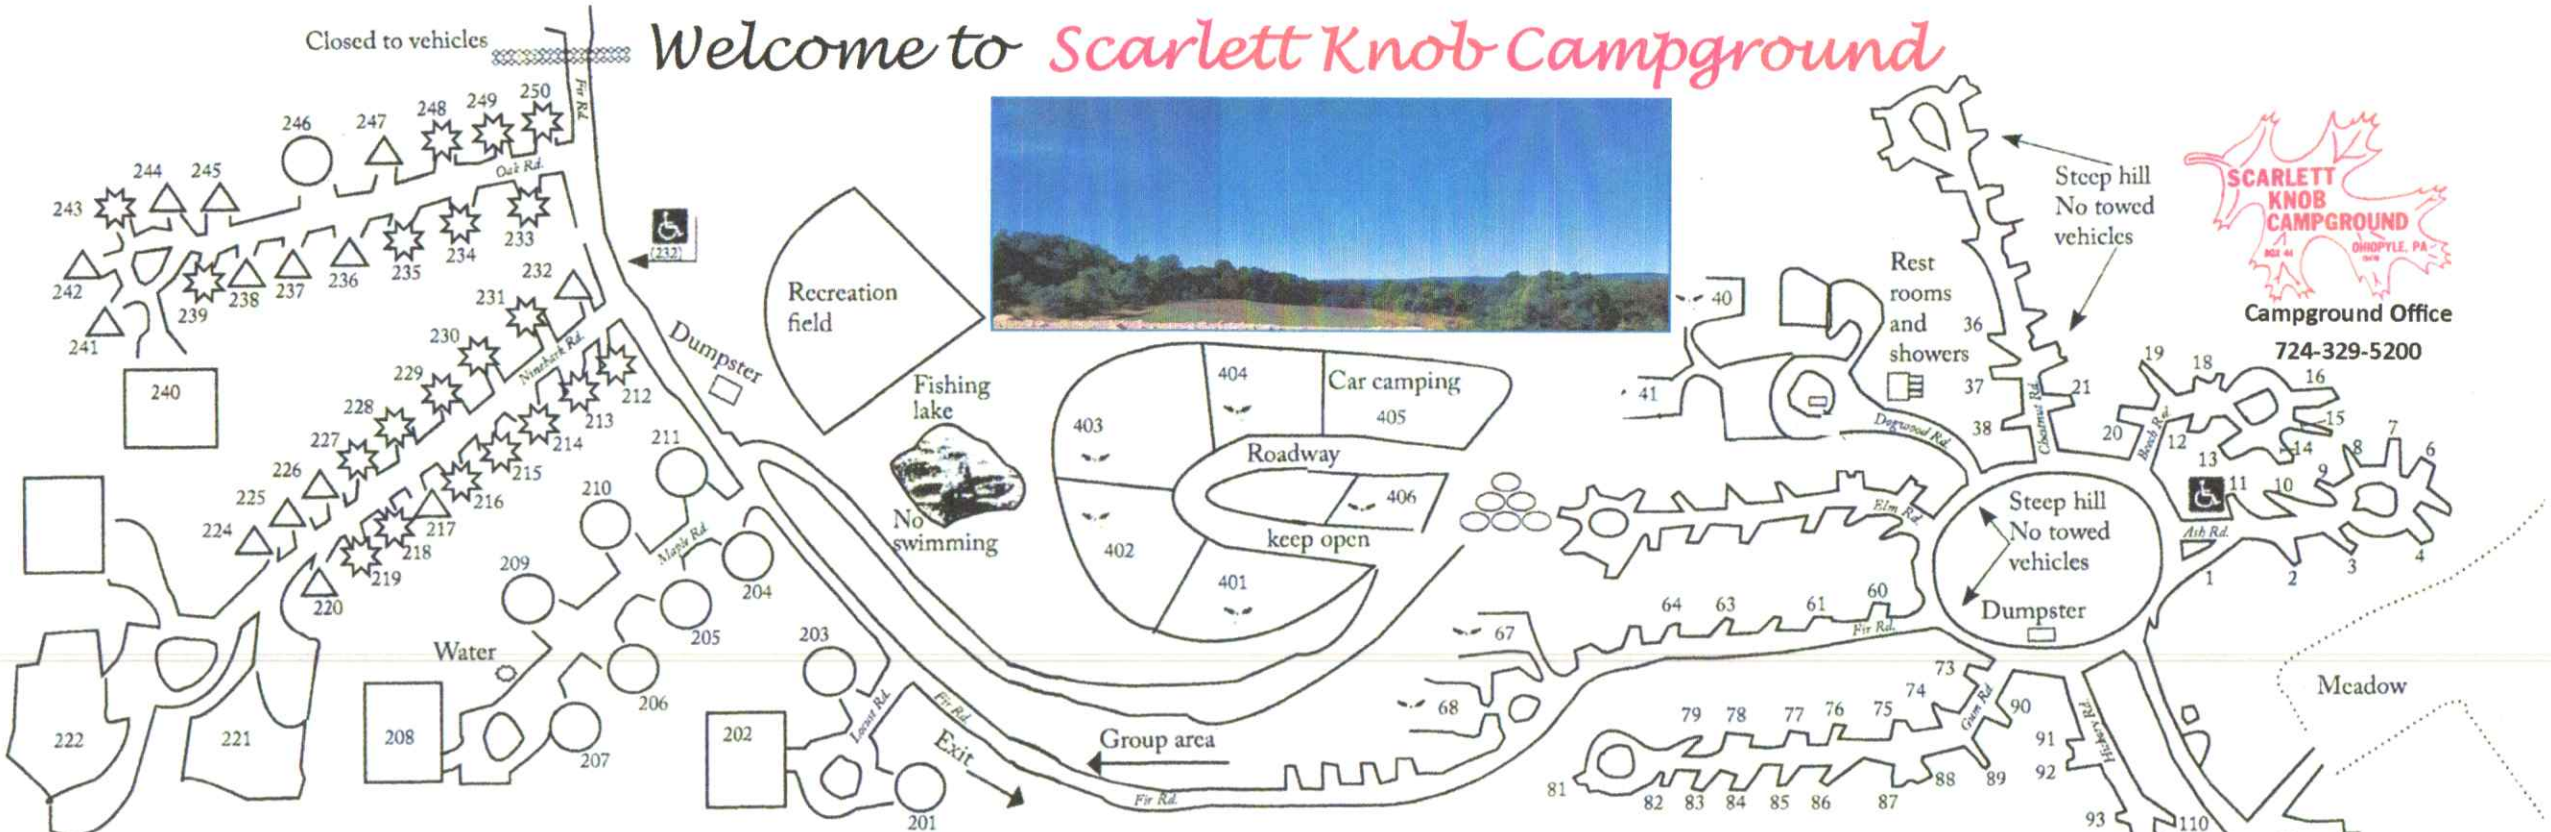 Welcome to Scarlett Knob Campground
Closed to vehicles
Fir Rd.
250
249
248
247
246
245
244
243
242
241
240
239
238
237
236
235
234
233
Oak Rd.
232
(232)
231
230
229
228
227
226
225
224
Ninebark Rd.
212
213
214
215
216
217
218
219
220
221
222
Dumpster
Recreation
field
Fishing
lake
No
swimming
211
210
209
208
207
206
205
204
Maple Rd.
Water
203
202
201
Locust Rd.
Fir Rd.
Exit
Group area
Fir Rd.
404
Car camping
405
403
Roadway
406
keep open
402
401
40
41
Rest
rooms
and
showers
Dogwood Rd.
Steep hill
No towed
vehicles
36
37
38
Chestnut Rd.
21
SCARLETT
KNOB
CAMPGROUND
OHIOPYLE, PA
Campground Office
724-329-5200
19
18
16
15
14
13
12
20
Beech Rd.
11
10
9
8
7
6
4
3
2
1
Ash Rd.
Steep hill
No towed
vehicles
Dumpster
Elm Rd.
64
63
61
60
Fir Rd.
67
68
73
74
75
76
77
78
79
81
82
83
84
85
86
87
88
89
90
Gum Rd
91
92
93
110
Hickory Rd.
Meadow